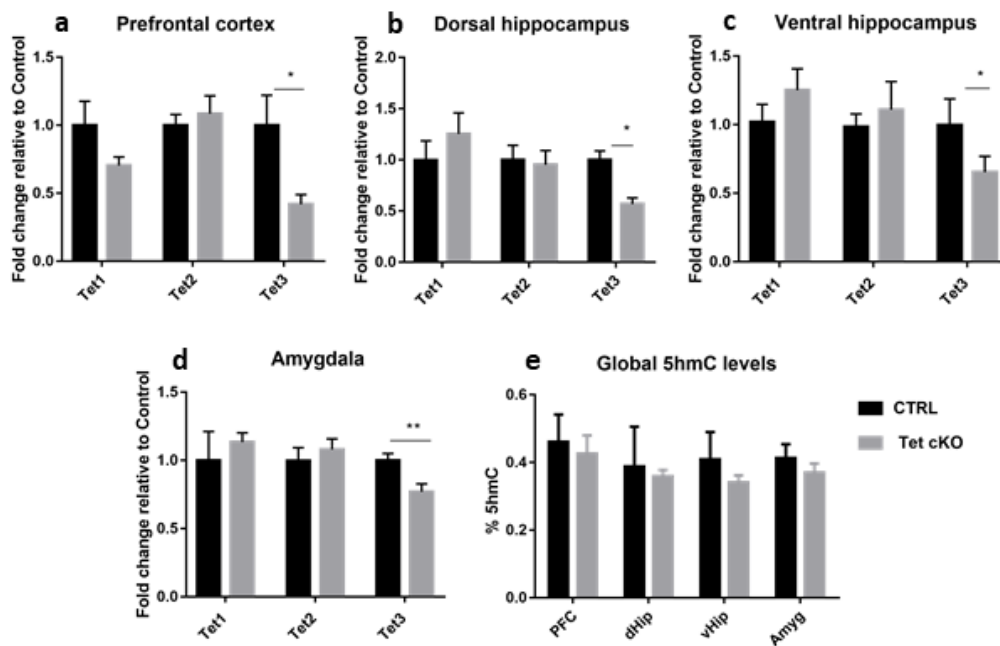 a Prefrontal cortex
Fold change relative to Control
1.5
1.0
0.5
0.0
*
Tet1
Tet2
Tet3
b Dorsal hippocampus
Fold change relative to Control
2.0
1.5
1.0
0.5
0.0
*
Tet1
Tet2
Tet3
c Ventral hippocampus
Fold change relative to Control
1.5
1.0
0.5
0.0
*
Tet1
Tet2
Tet3
d Amygdala
Fold change relative to Control
1.5
1.0
0.5
0.0
**
Tet1
Tet2
Tet3
e Global 5hmC levels
% 5hmC
0.6
0.4
0.2
0.0
PFC
dHip
vHip
Amyg
CTRL
Tet cKO